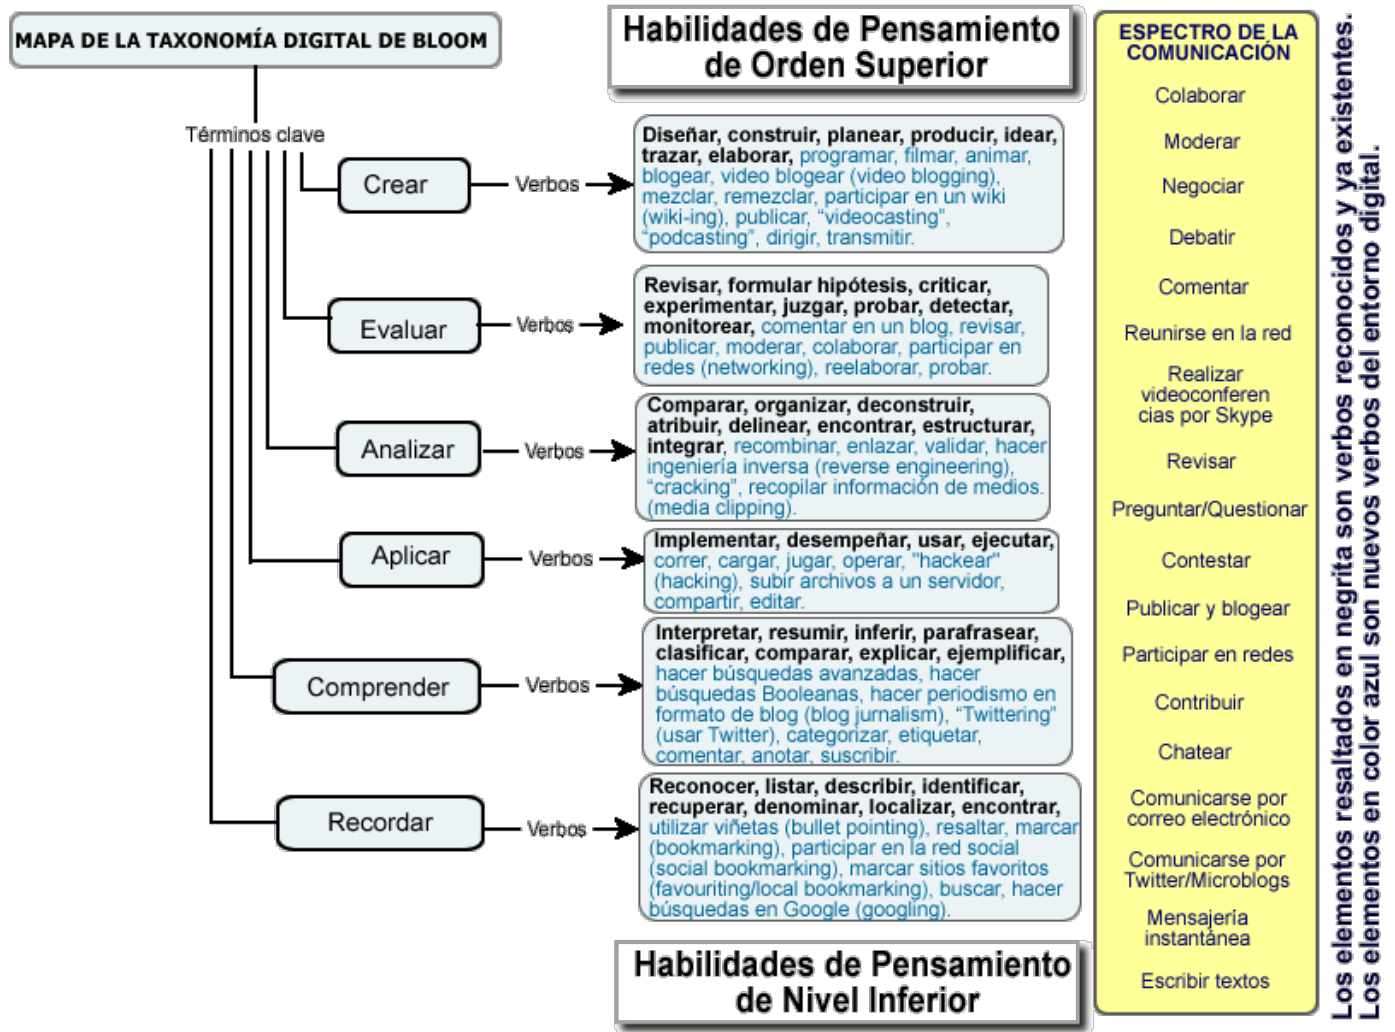 MAPA DE LA TAXONOMÍA DIGITAL DE BLOOM
Términos clave
Habilidades de Pensamiento
de Orden Superior
Crear
Verbos
Diseñar, construir, planear, producir, idear,
trazar, elaborar, programar, filmar, animar,
blogear, video blogear (video blogging),
mezclar, remezclar, participar en un wiki
(wiki-ing), publicar, “videocasting”,
“podcasting”, dirigir, transmitir.
Evaluar
Verbos
Revisar, formular hipótesis, criticar,
experimentar, juzgar, probar, detectar,
monitorear, comentar en un blog, revisar,
publicar, moderar, colaborar, participar en
redes (networking), reelaborar, probar.
Analizar
Verbos
Comparar, organizar, deconstruir,
atribuir, delinear, encontrar, estructurar,
integrar, recombinar, enlazar, validar, hacer
ingeniería inversa (reverse engineering),
“cracking”, recopilar información de medios.
(media clipping).
Aplicar
Verbos
Implementar, desempeñar, usar, ejecutar,
correr, cargar, jugar, operar, "hackear"
(hacking), subir archivos a un servidor,
compartir, editar.
Comprender
Verbos
Interpretar, resumir, inferir, parafrasear,
clasificar, comparar, explicar, ejemplificar,
hacer búsquedas avanzadas, hacer
búsquedas Booleanas, hacer periodismo en
formato de blog (blog jurnalism), “Twittering”
(usar Twitter), categorizar, etiquetar,
comentar, anotar, suscribir.
Recordar
Verbos
Reconocer, listar, describir, identificar,
recuperar, denominar, localizar, encontrar,
utilizar viñetas (bullet pointing), resaltar, marcar
(bookmarking), participar en la red social
(social bookmarking), marcar sitios favoritos
(favouriting/local bookmarking), buscar, hacer
búsquedas en Google (googling).
Habilidades de Pensamiento
de Nivel Inferior
ESPECTRO DE LA
COMUNICACIÓN
Colaborar
Moderar
Negociar
Debatir
Comentar
Reunirse en la red
Realizar
videoconferen
cias por Skype
Revisar
Preguntar/Questionar
Contestar
Publicar y blogear
Participar en redes
Contribuir
Chatear
Comunicarse por
correo electrónico
Comunicarse por
Twitter/Microblogs
Mensajería
instantánea
Escribir textos
Los elementos resaltados en negrita son verbos reconocidos y ya existentes.
Los elementos en color azul son nuevos verbos del entorno digital.